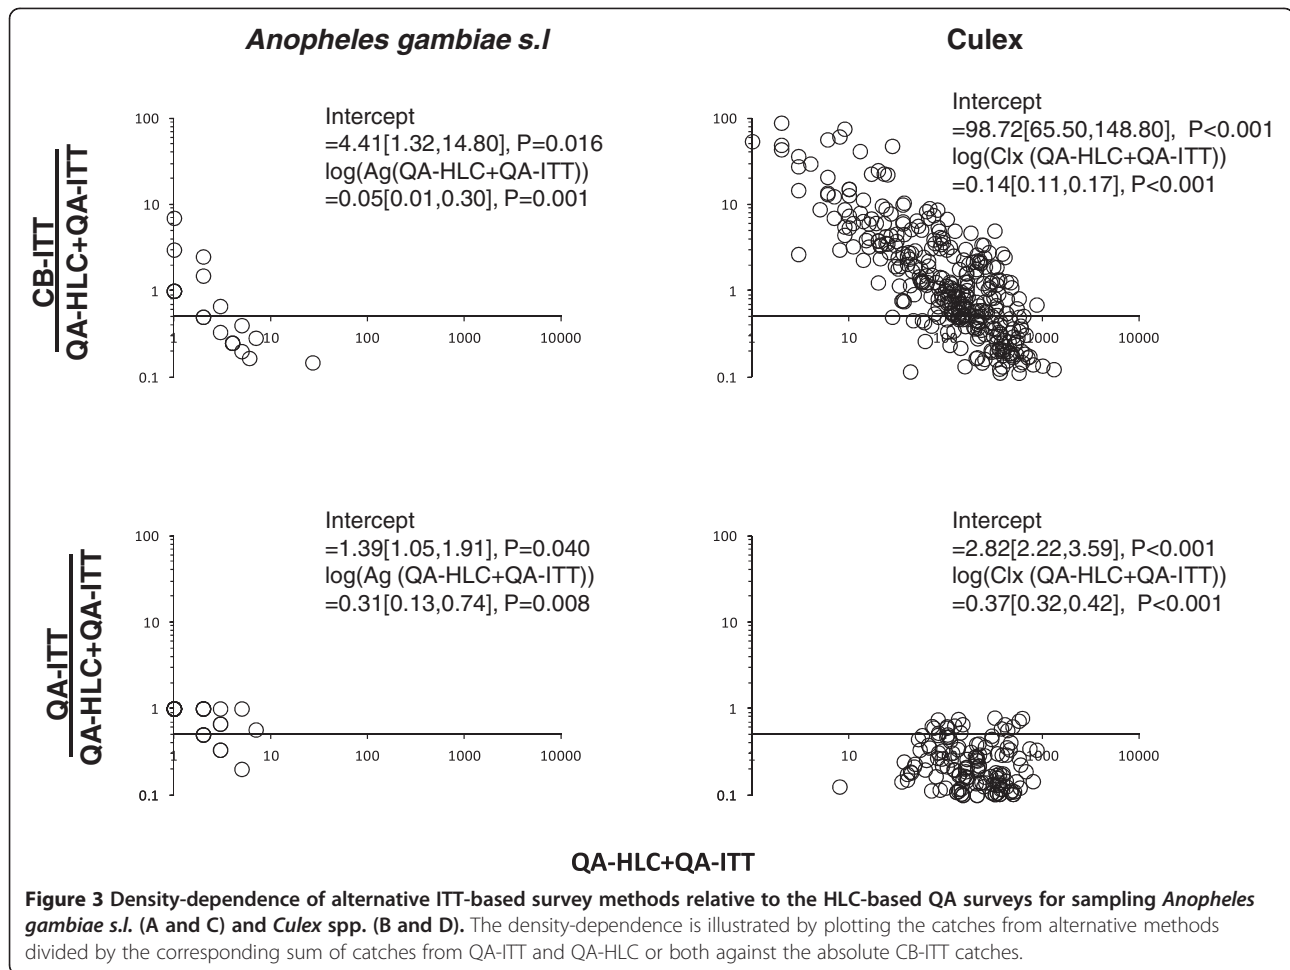 Anopheles gambiae s.l
Culex
CB-ITT
QA-HLC+QA-ITT
100
10
1
0.1
1
10
100
1000
10000
Intercept
=4.41[1.32,14.80], P=0.016
log(Ag(QA-HLC+QA-ITT))
=0.05[0.01,0.30], P=0.001
100
10
1
0.1
1
10
100
1000
10000
Intercept
=98.72[65.50,148.80], P<0.001
log(Clx (QA-HLC+QA-ITT))
=0.14[0.11,0.17], P<0.001
QA-ITT
QA-HLC+QA-ITT
100
10
1
0.1
1
10
100
1000
10000
Intercept
=1.39[1.05,1.91], P=0.040
log(Ag (QA-HLC+QA-ITT))
=0.31[0.13,0.74], P=0.008
100
10
1
0.1
1
10
100
1000
10000
Intercept
=2.82[2.22,3.59], P<0.001
log(Clx (QA-HLC+QA-ITT))
=0.37[0.32,0.42], P<0.001
QA-HLC+QA-ITT
Figure 3 Density-dependence of alternative ITT-based survey methods relative to the HLC-based QA surveys for sampling Anopheles
gambiae s.l. (A and C) and Culex spp. (B and D). The density-dependence is illustrated by plotting the catches from alternative methods
divided by the corresponding sum of catches from QA-ITT and QA-HLC or both against the absolute CB-ITT catches.